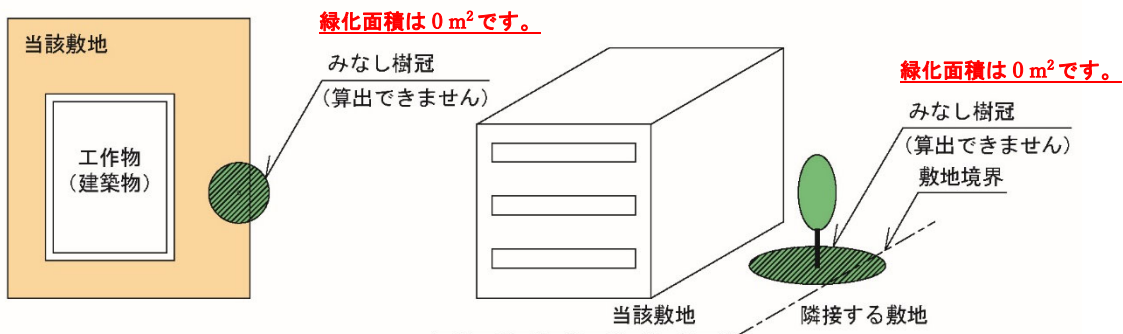 緑化面積は0m²です。
当該敷地
みなし樹冠
(算出できません)
工作物
(建築物)
緑化面積は0m²です。
みなし樹冠
(算出できません)
敷地境界
当該敷地
隣接する敷地